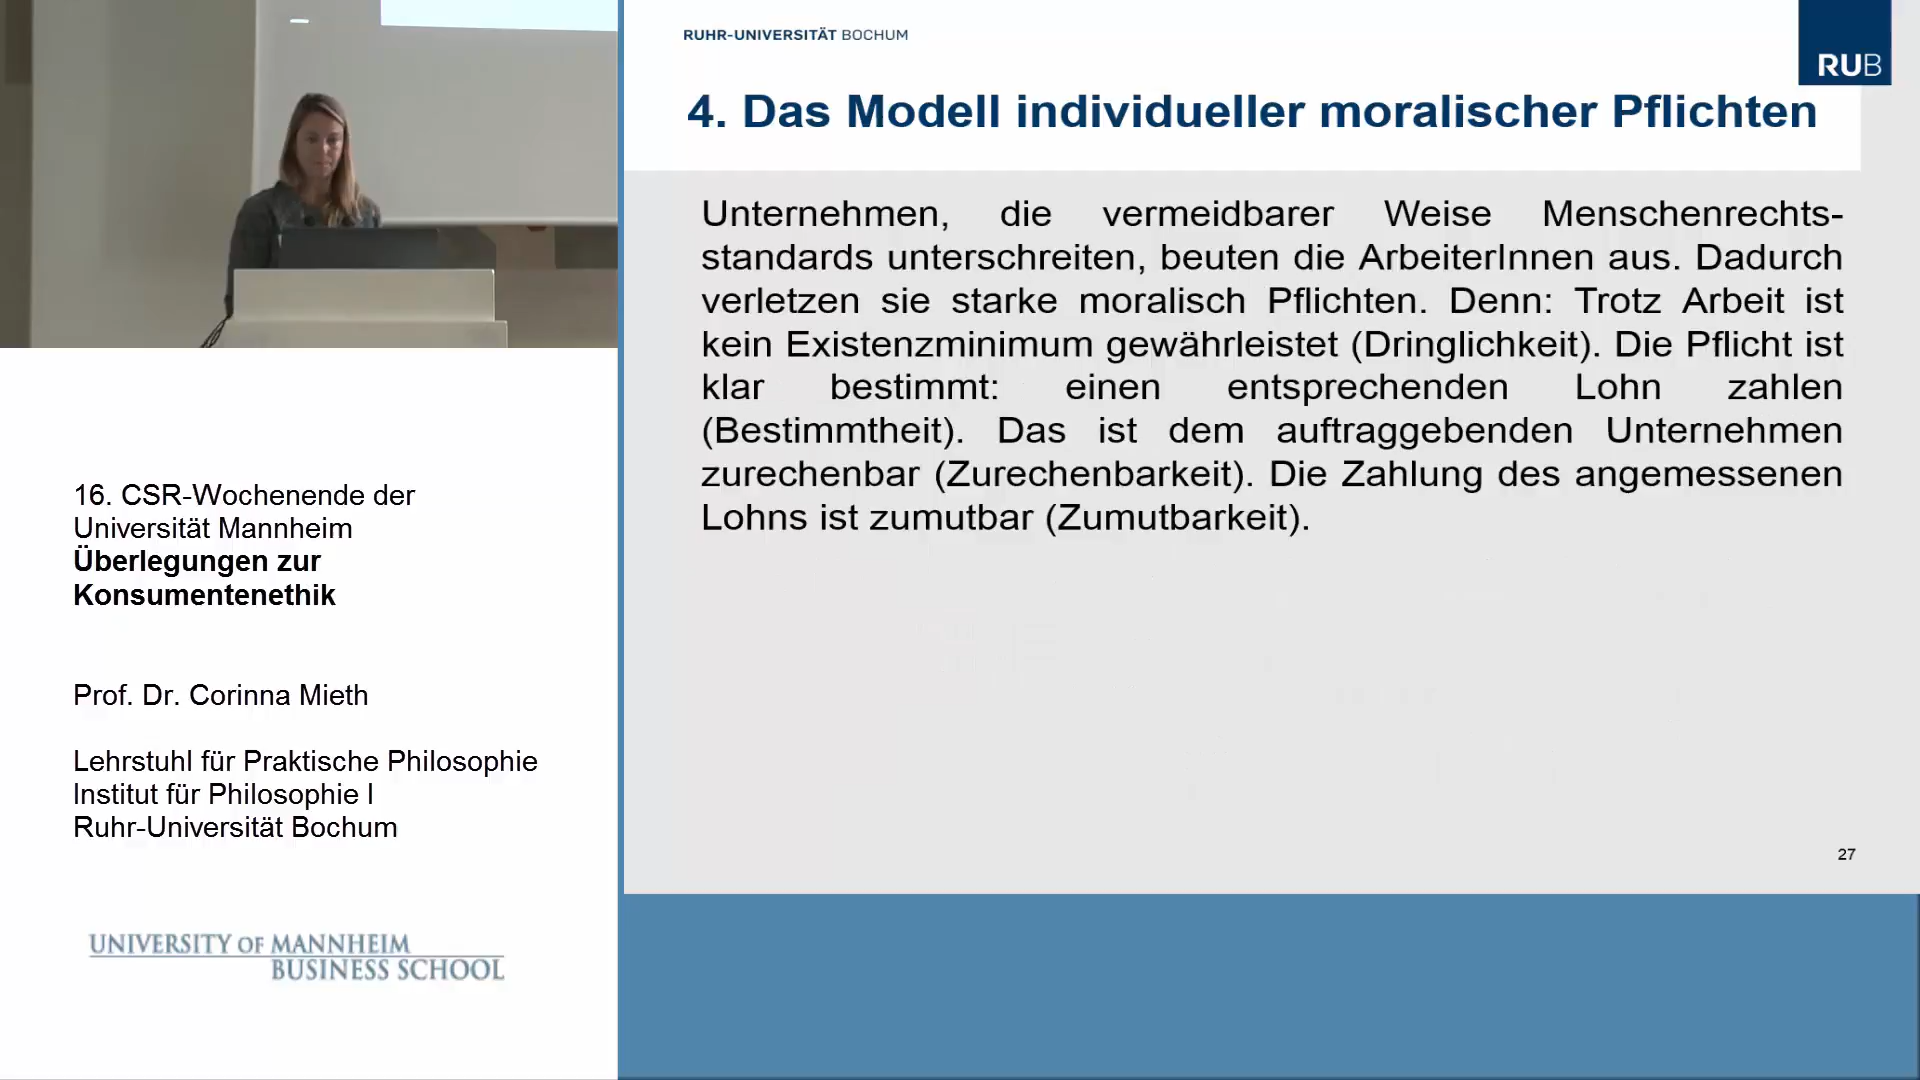 RUHR-UNIVERSITÄT BOCHUM
RUB
4. Das Modell individueller moralischer Pflichten
Unternehmen, die vermeidbarer Weise Menschenrechts-
standards unterschreiten, beuten die ArbeiterInnen aus. Dadurch
verletzen sie starke moralisch Pflichten. Denn: Trotz Arbeit ist
kein Existenzminimum gewährleistet (Dringlichkeit). Die Pflicht ist
klar bestimmt: einen entsprechenden Lohn zahlen
(Bestimmtheit). Das ist dem auftraggebenden Unternehmen
zurechenbar (Zurechenbarkeit). Die Zahlung des angemessenen
Lohns ist zumutbar (Zumutbarkeit).
27
16. CSR-Wochenende der
Universität Mannheim
Überlegungen zur
Konsumentenethik
Prof. Dr. Corinna Mieth
Lehrstuhl für Praktische Philosophie
Institut für Philosophie I
Ruhr-Universität Bochum
UNIVERSITY OF MANNHEIM
BUSINESS SCHOOL